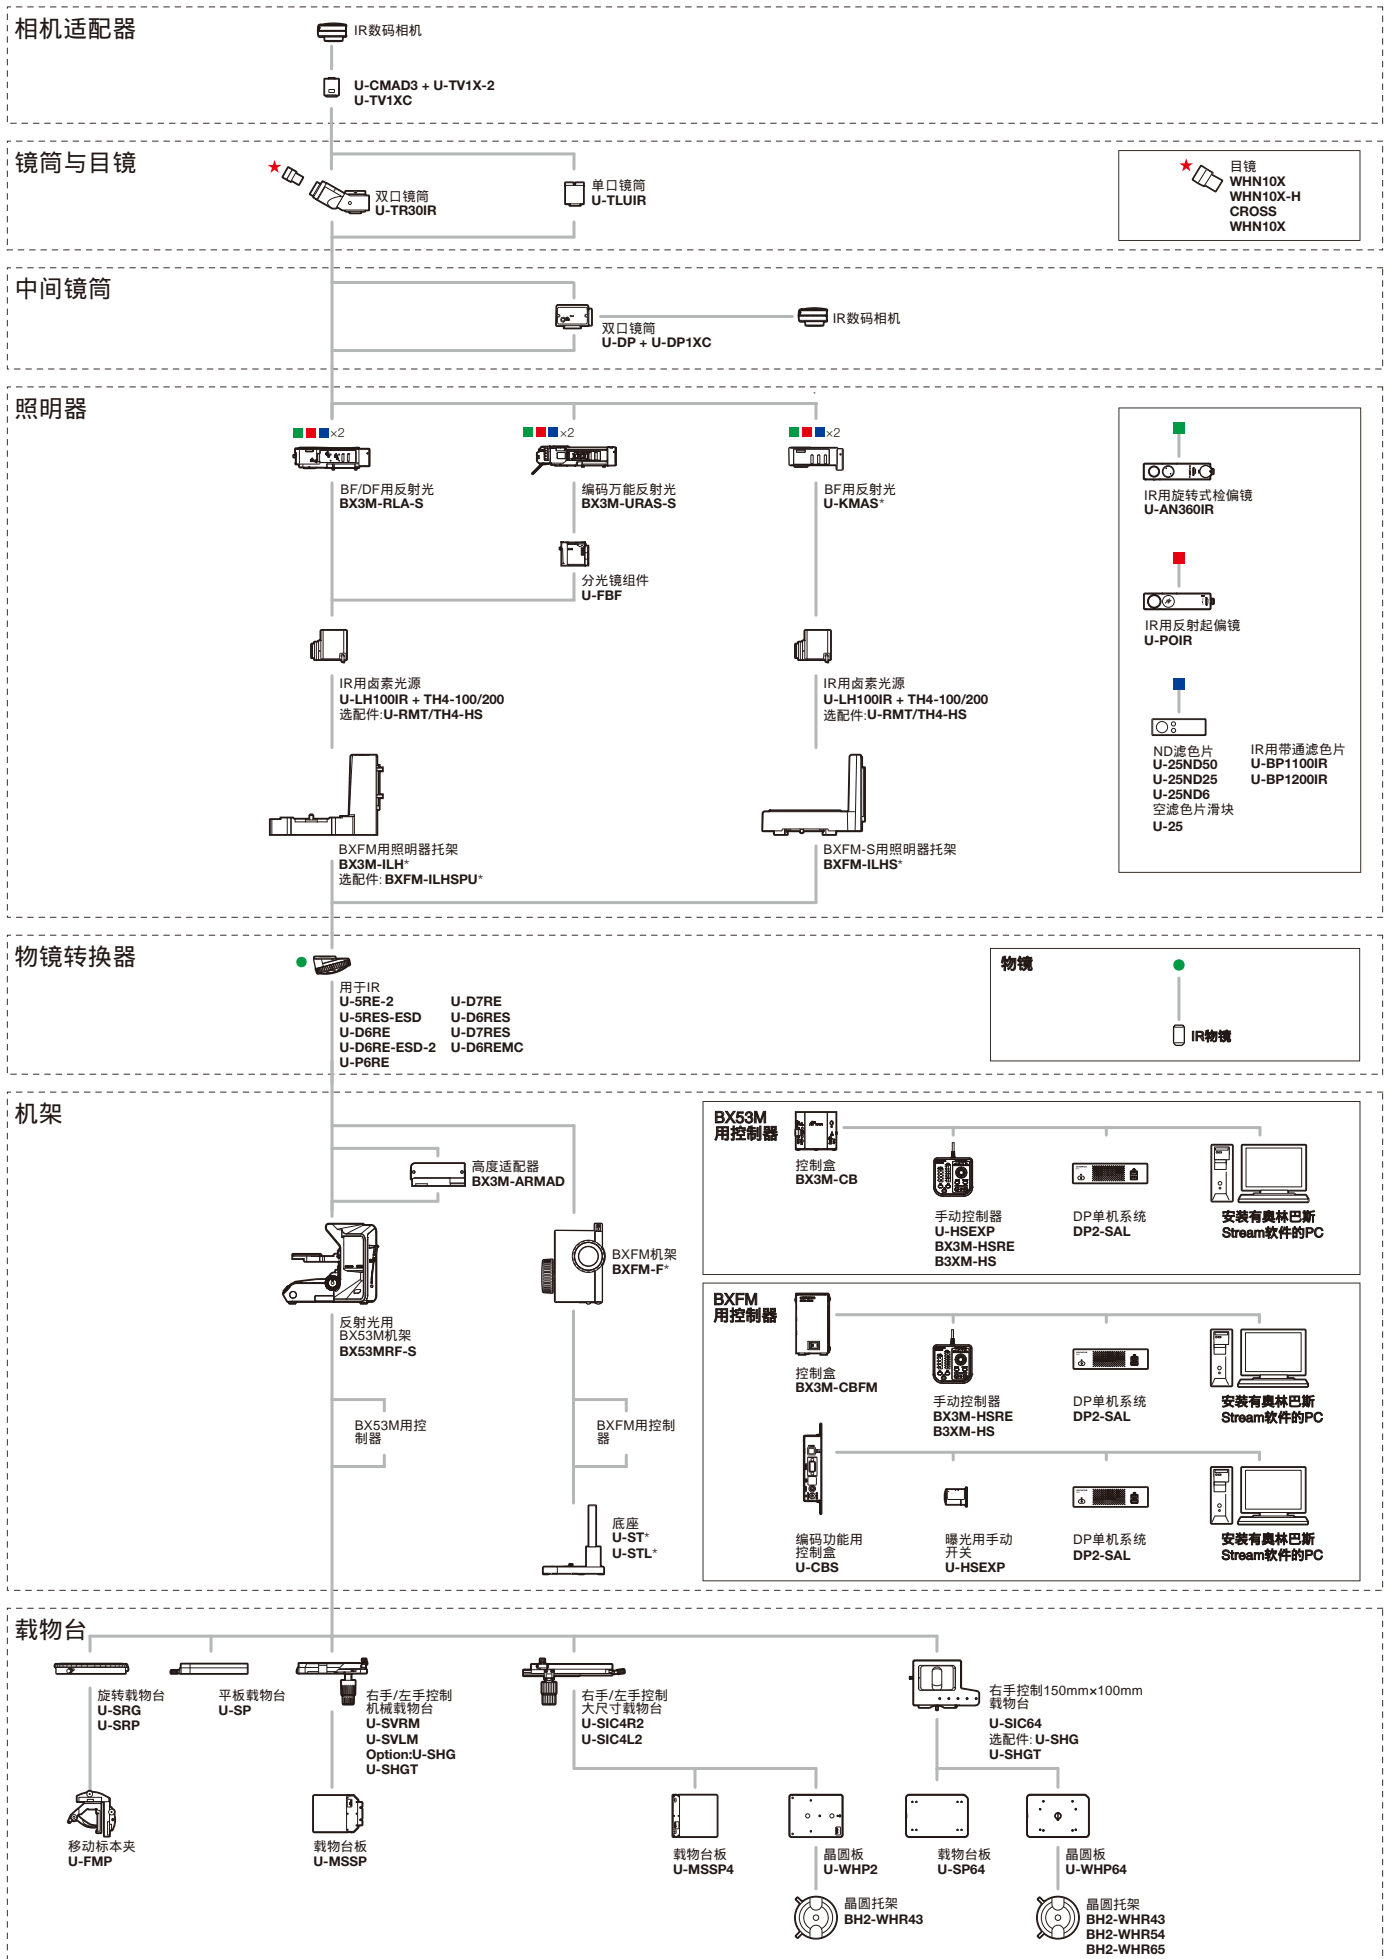 相机适配器
IR数码相机
U-CMAD3 + U-TV1X-2
U-TV1XC
镜筒与目镜
双口镜筒
U-TR30IR
单口镜筒
U-TLUIR
目镜
WHN10X
WHN10X-H
CROSS
WHN10X
中间镜筒
双口镜筒
U-DP + U-DP1XC
IR数码相机
照明器
×2
×2
×2
BF/DF用反射光
BX3M-RLA-S
编码万能反射光
BX3M-URAS-S
BF用反射光
U-KMAS*
分光镜组件
U-FBF
IR用卤素光源
U-LH100IR + TH4-100/200
选配件:U-RMT/TH4-HS
IR用卤素光源
U-LH100IR + TH4-100/200
选配件:U-RMT/TH4-HS
BXFM用照明器托架
BX3M-ILH*
选配件: BXFM-ILHSPU*
BXFM-S用照明器托架
BXFM-ILHS*
IR用旋转式检偏镜
U-AN360IR
IR用反射起偏镜
U-POIR
ND滤色片
U-25ND50
U-25ND25
U-25ND6
空滤色片滑块
U-25
IR用带通滤色片
U-BP1100IR
U-BP1200IR
物镜转换器
用于IR
U-5RE-2
U-5RES-ESD
U-D6RE
U-D6RE-ESD-2
U-P6RE
U-D7RE
U-D6RES
U-D7RES
U-D6REMC
物镜
IR物镜
机架
高度适配器
BX3M-ARMAD
反射光用
BX53M机架
BX53MRF-S
BXFM机架
BXFM-F*
BX53M用控
制器
BXFM用控制
器
底座
U-ST*
U-STL*
BX53M
用控制器
控制盒
BX3M-CB
手动控制器
U-HSEXP
BX3M-HSRE
B3XM-HS
DP单机系统
DP2-SAL
安装有奥林巴斯
Stream软件的PC
BXFM
用控制器
控制盒
BX3M-CBFM
手动控制器
BX3M-HSRE
B3XM-HS
DP单机系统
DP2-SAL
安装有奥林巴斯
Stream软件的PC
编码功能用
控制盒
U-CBS
曝光用手动
开关
U-HSEXP
DP单机系统
DP2-SAL
安装有奥林巴斯
Stream软件的PC
载物台
旋转载物台
U-SRG
U-SRP
平板载物台
U-SP
右手/左手控制
机械载物台
U-SVRM
U-SVLM
Option:U-SHG
U-SHGT
右手/左手控制
大尺寸载物台
U-SIC4R2
U-SIC4L2
右手控制150mm×100mm
载物台
U-SIC64
选配件: U-SHG
U-SHGT
移动标本夹
U-FMP
载物台板
U-MSSP
载物台板
U-MSSP4
晶圆板
U-WHP2
载物台板
U-SP64
晶圆板
U-WHP64
晶圆托架
BH2-WHR43
晶圆托架
BH2-WHR43
BH2-WHR54
BH2-WHR65